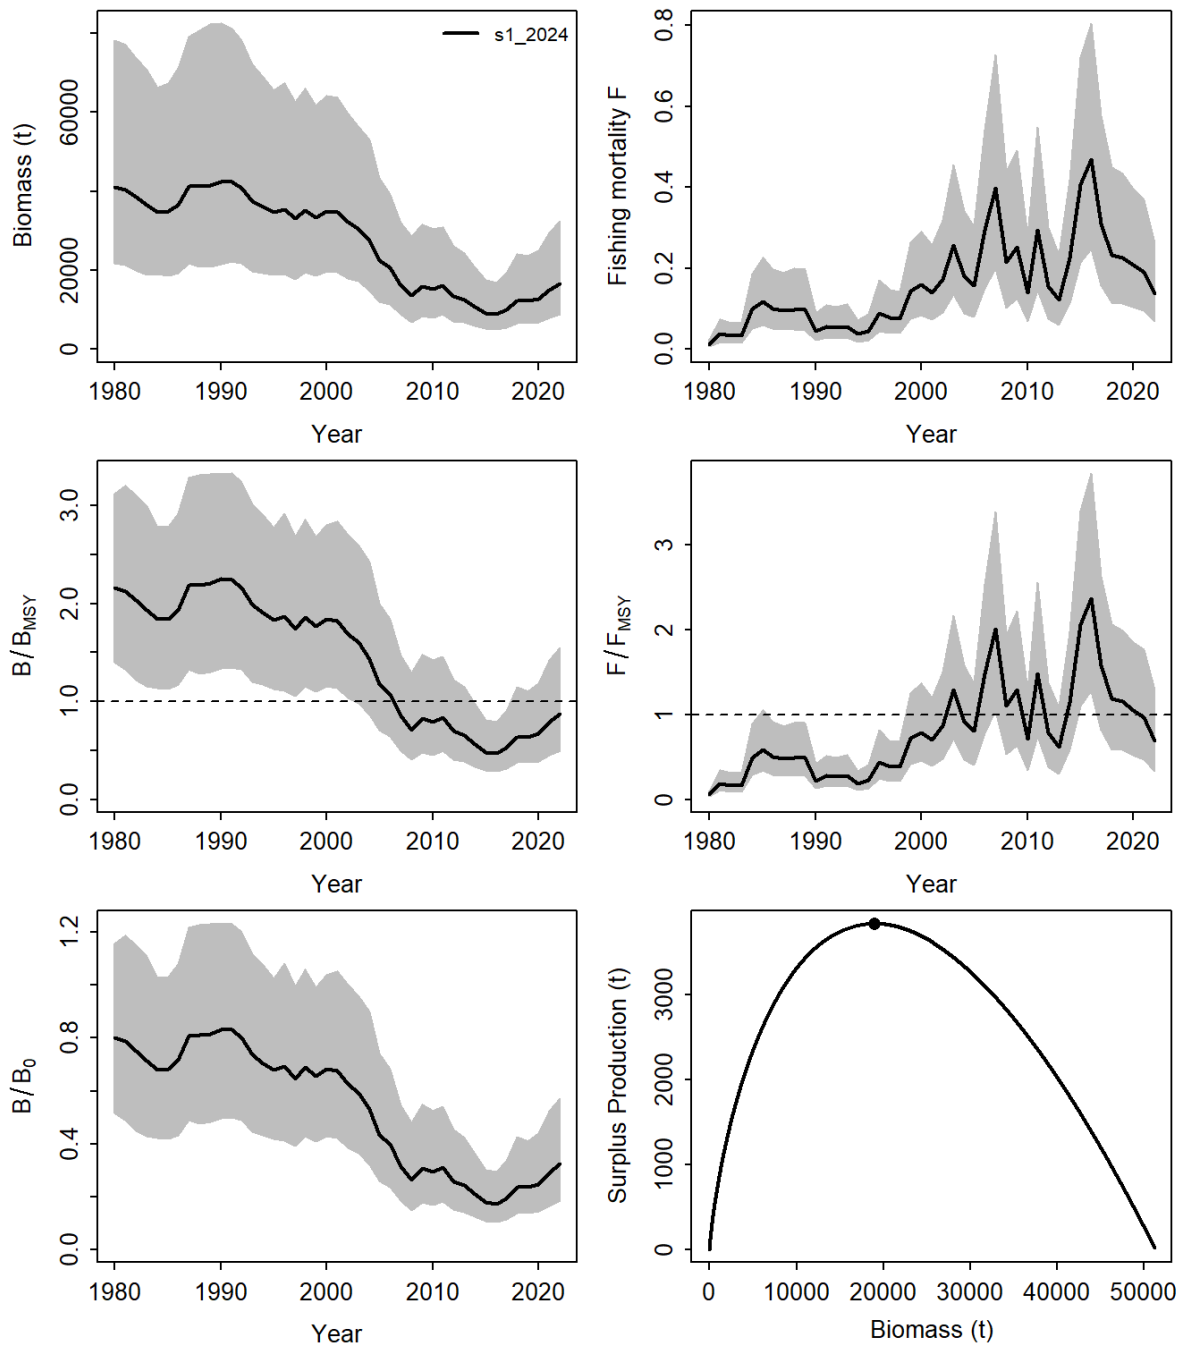 s1_2024
Biomass (t)
0
20000
60000
1980 1990 2000 2010 2020
Year
Fishing mortality F
0.0
0.2
0.4
0.6
0.8
1980 1990 2000 2010 2020
Year
B/BMSY
0.0
1.0
2.0
3.0
1980 1990 2000 2010 2020
Year
F/FMSY
0
1
2
3
1980 1990 2000 2010 2020
Year
B/B0
0.0
0.4
0.8
1.2
1980 1990 2000 2010 2020
Year
Surplus Production (t)
0
1000
2000
3000
0 10000 20000 30000 40000 50000
Biomass (t)